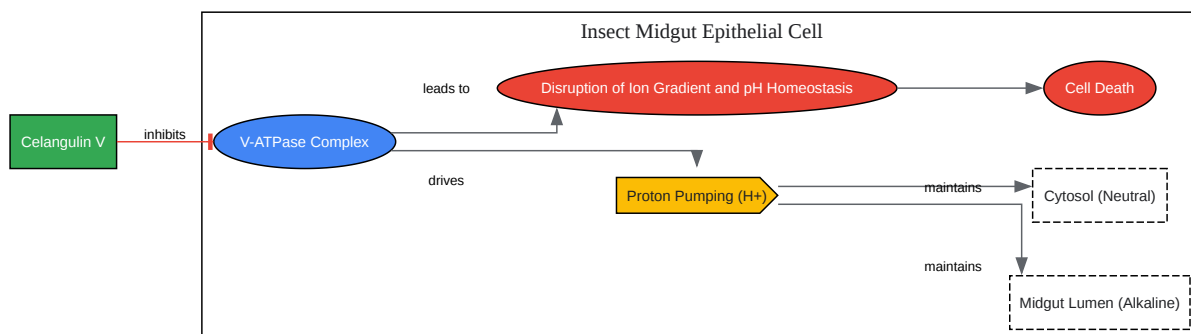 Insect Midgut Epithelial Cell
leads to
Disruption of Ion Gradient and pH Homeostasis
Cell Death
Celangulin V
inhibits
V-ATPase Complex
drives
Proton Pumping (H+)
maintains
Cytosol (Neutral)
maintains
Midgut Lumen (Alkaline)